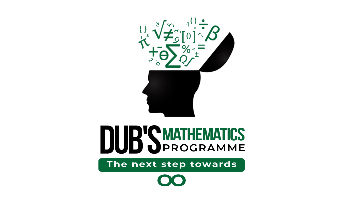 DUB'S MATHEMATICS
PROGRAMME
The next step towards
∞